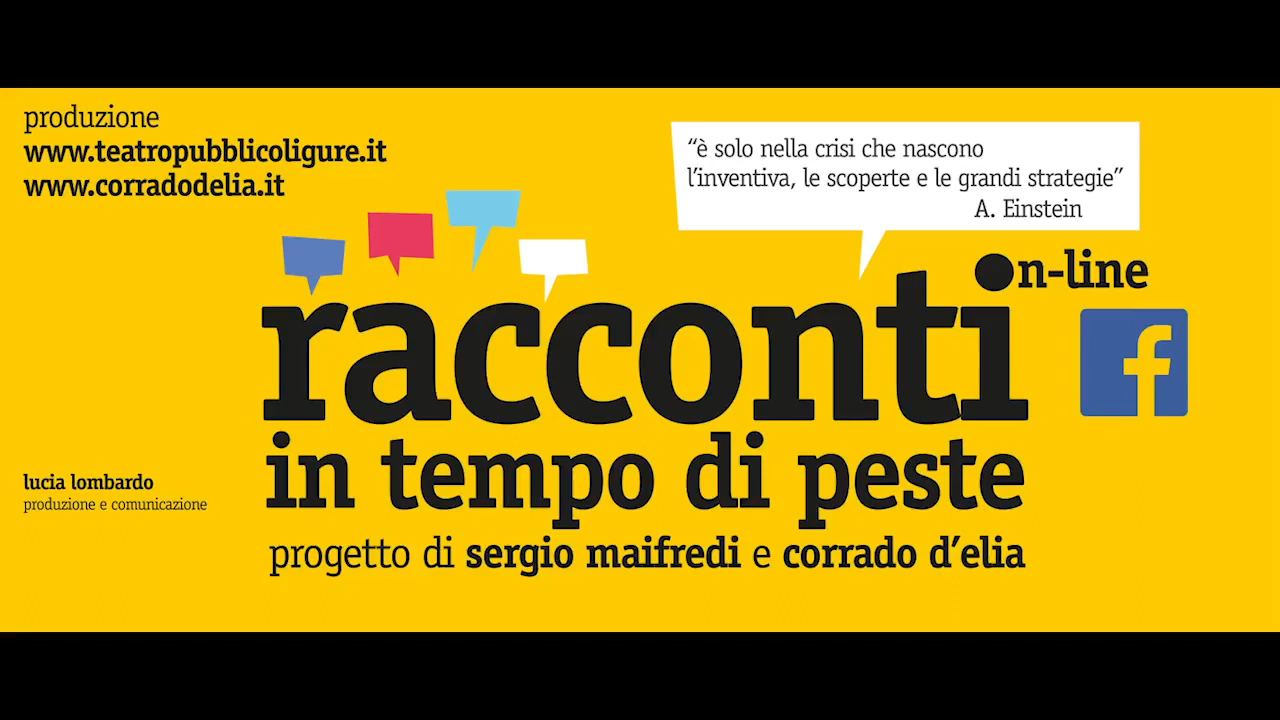 produzione
www.teatropubblicoligure.it
www.corradodelia.it
“è solo nella crisi che nascono
l’inventiva, le scoperte e le grandi strategie”
A. Einstein
on-line
racconti
f
in tempo di peste
lucia lombardo
produzione e comunicazione
progetto di sergio maifredi e corrado d’elia